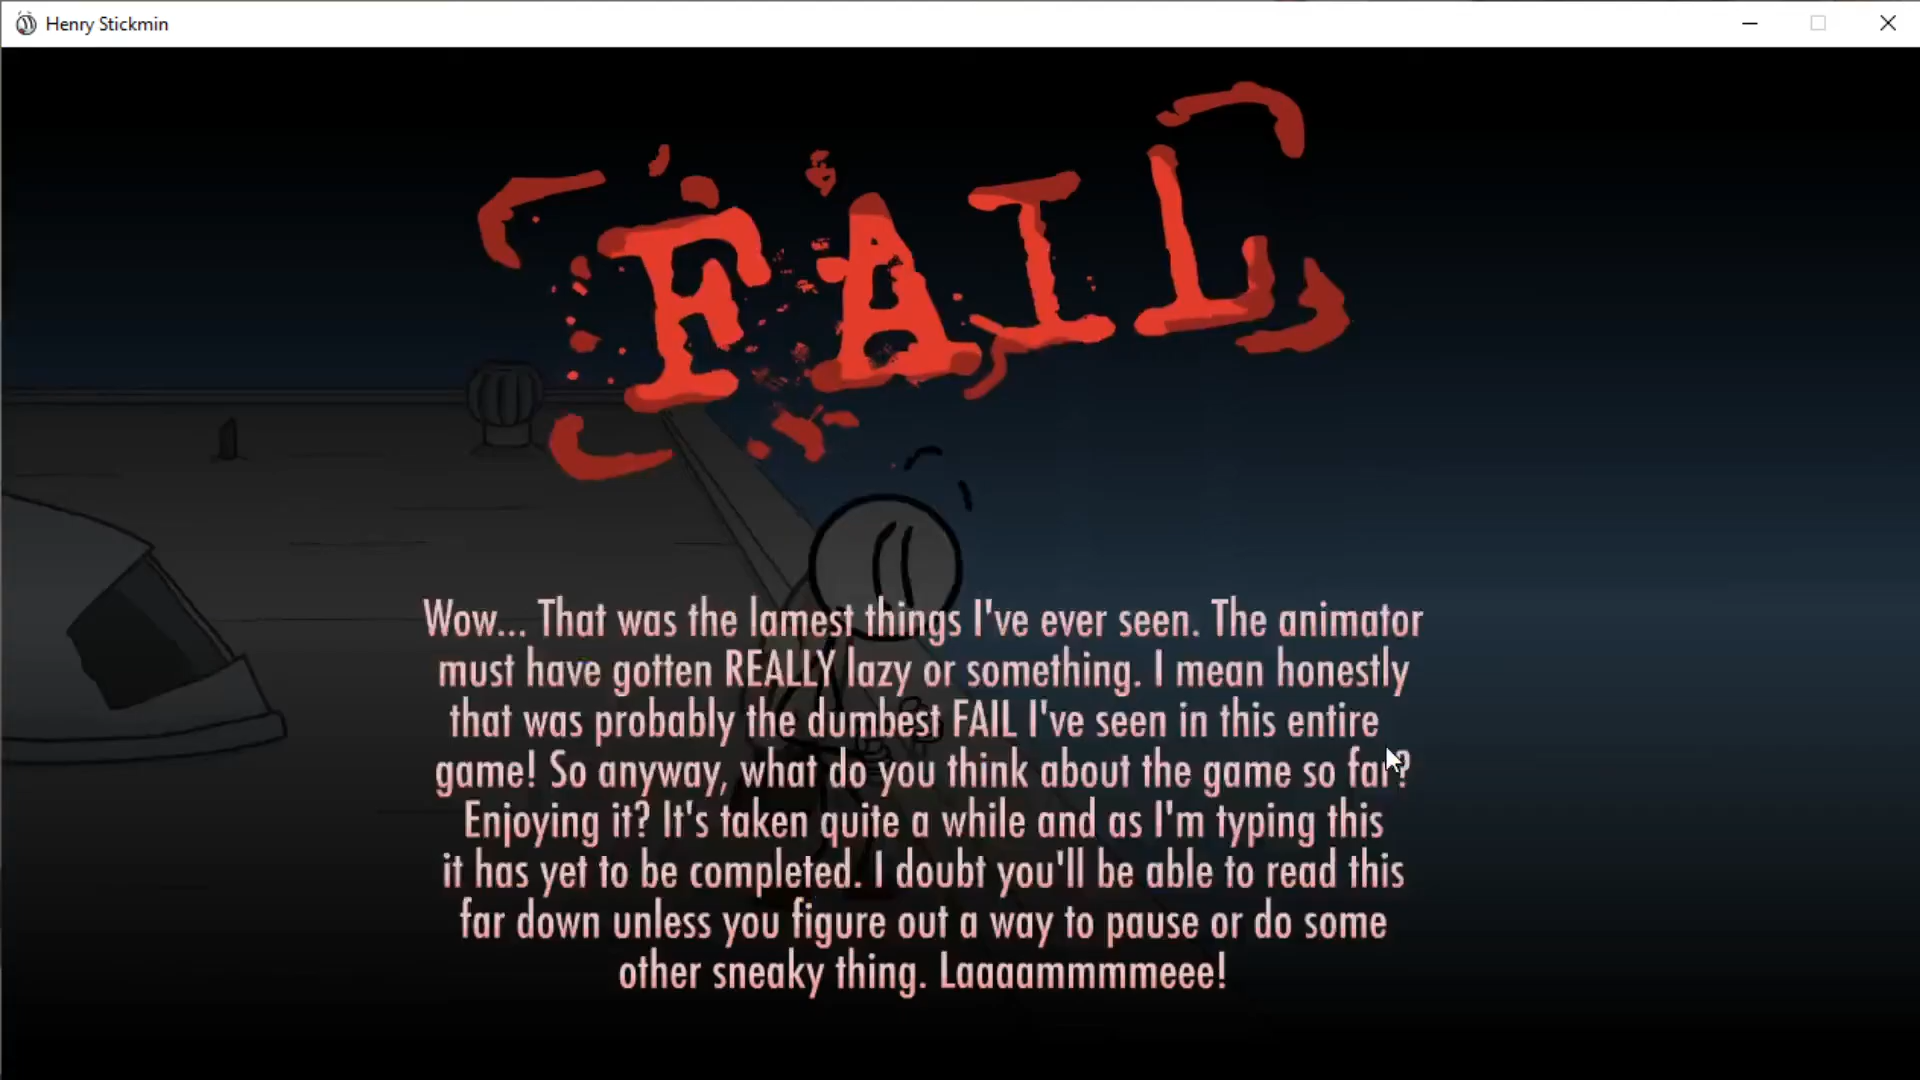 Henry Stickmin
FAIL
Wow... That was the lamest things I've ever seen. The animator
must have gotten REALLY lazy or something. I mean honestly
that was probably the dumbest FAIL I've seen in this entire
game! So anyway, what do you think about the game so far?
Enjoying it? It's taken quite a while and as I'm typing this
it has yet to be completed. I doubt you'll be able to read this
far down unless you figure out a way to pause or do some
other sneaky thing. Laaaammmmeee!